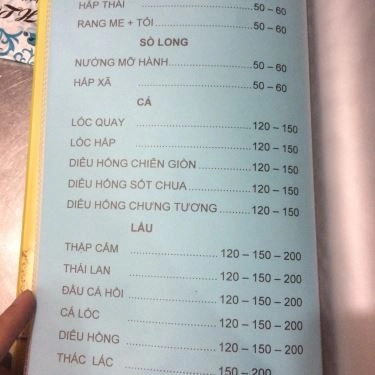 HẤP THÁI ........ 50 – 60
RANG ME + TỎI ........ 50 – 60
SÒ LONG
NƯỚNG MỠ HÀNH ........ 50 – 60
HẤP XÃ ........ 50 – 60
CÁ
LÓC QUAY ........ 120 – 150
LÓC HẤP ........ 120 – 150
DIÊU HỒNG CHIÊN GIÒN ........ 120 – 150
DIÊU HỒNG SỐT CHUA ........ 120 – 150
DIÊU HỒNG CHƯNG TƯƠNG ........ 120 – 150
LẨU
THẬP CẨM ........ 120 – 150 – 200
THÁI LAN ........ 120 – 150 – 200
ĐẦU CÁ HỒI ........ 120 – 150 – 200
CÁ LÓC ........ 120 – 150 – 200
DIÊU HỒNG ........ 120 – 150 – 200
THÁC LÁC ........ 150 – 200